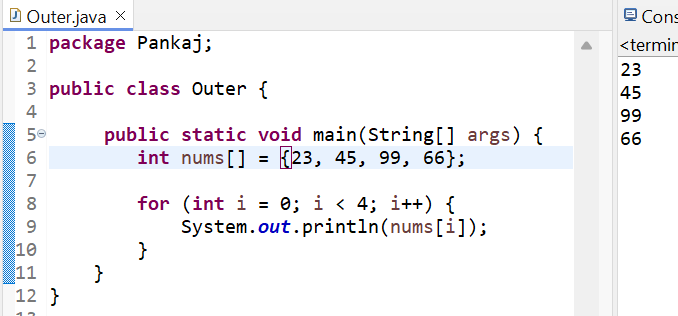 Outer.java
1 package Pankaj;
2
3 public class Outer {
4
5 public static void main(String[] args) {
6 int nums[] = {23, 45, 99, 66};
7
8 for (int i = 0; i < 4; i++) {
9 System.out.println(nums[i]);
10 }
11 }
12 }
Cons
<termin
23
45
99
66